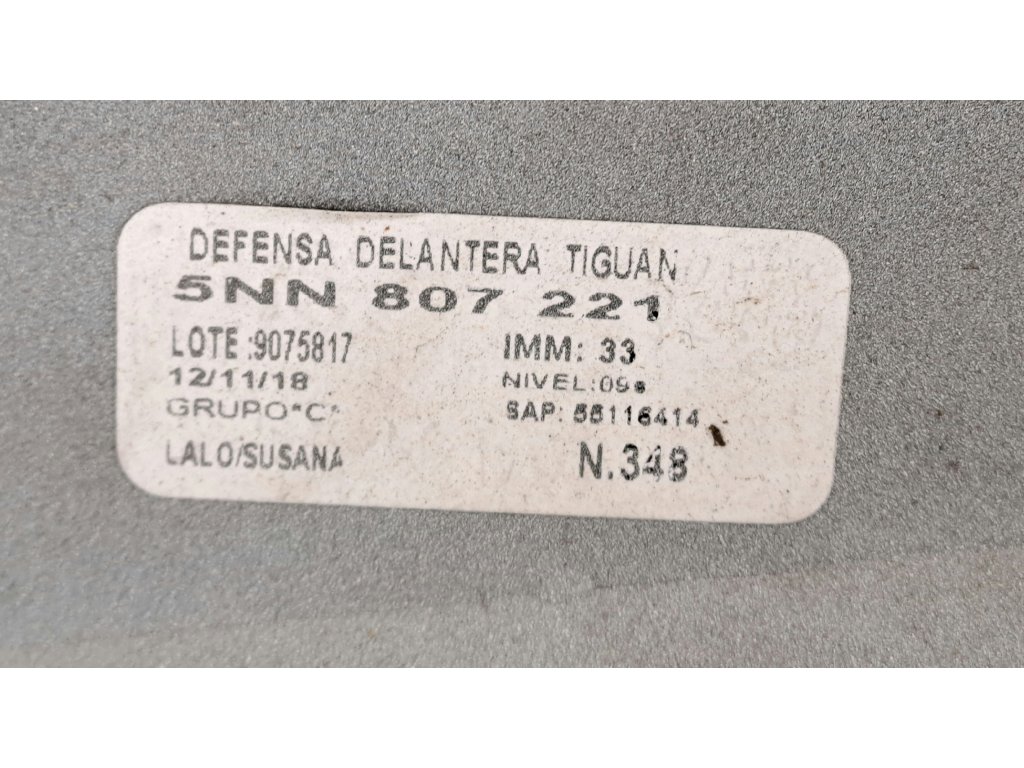 DEFENSA DELANTERA TIGUAN
5NN 807 221
LOTE:9075817
IMM: 33
12/11/18
NIVEL:09s
GRUPO"C"
SAP: 55116414
LALO/SUSANA
N.348